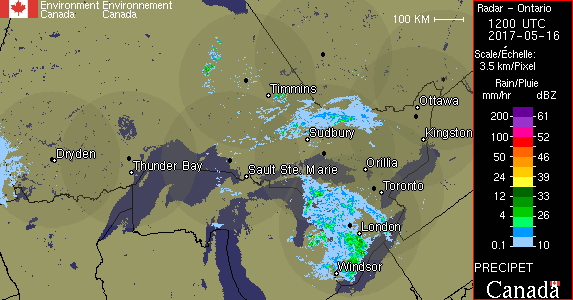 Environment Environnement
Canada Canada
100 KM
Timmins
Ottawa
Sudbury
Kingston
Dryden
Thunder Bay
Sault Ste. Marie
Orillia
Toronto
London
Windsor
Radar - Ontario
1200 UTC
2017-05-16
Scale/Échelle:
3.5 km/Pixel
Rain/Pluie
mm/hr dBZ
200 61
100 52
50 46
24 39
12 33
4 26
0.1 10
PRECIPET
Canada